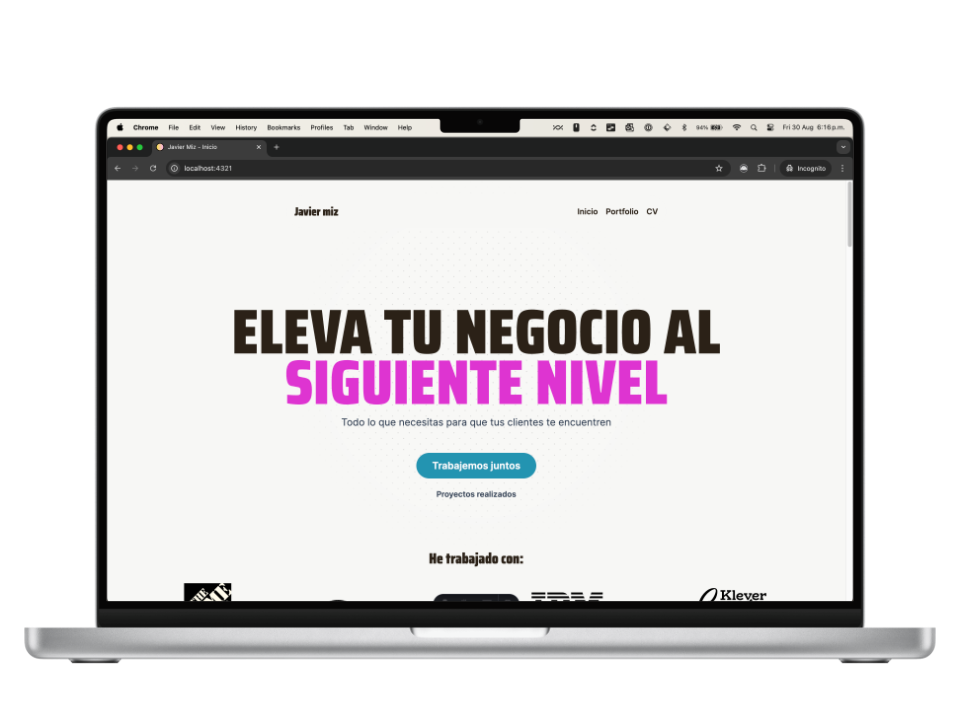 Chrome File Edit View History Bookmarks Profiles Tab Window Help 94% Fri 30 Aug 6:16 p.m.
Javier Miz - Inicio
localhost:4321 Incognito
Javier miz Inicio Portfolio CV
ELEVA TU NEGOCIO AL
SIGUIENTE NIVEL
Todo lo que necesitas para que tus clientes te encuentren
Trabajemos juntos
Proyectos realizados
He trabajado con:
THE
IBM
Klever